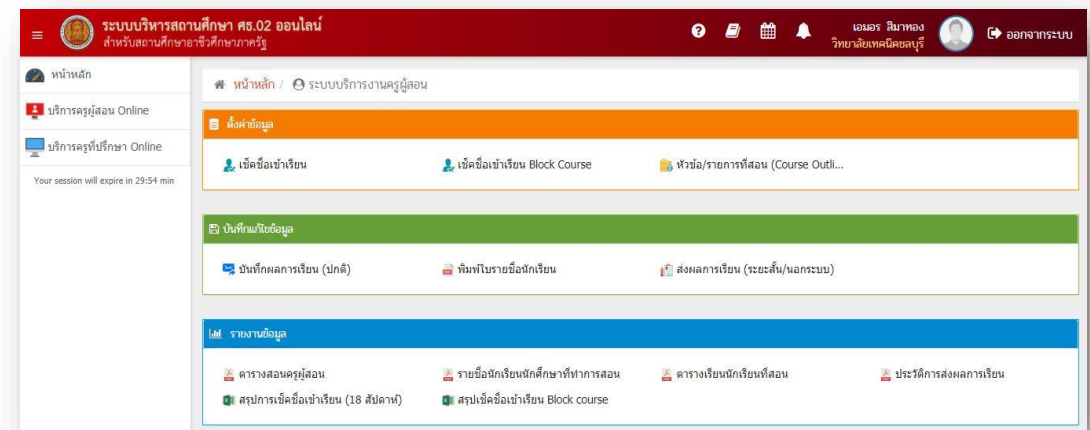 ระบบบริหารสถานศึกษา ศธ.02 ออนไลน์
สำหรับสถานศึกษาอาชีวศึกษาภาครัฐ
เอมอร สิมาทอง
วิทยาลัยเทคนิคชลบุรี
ออกจากระบบ
หน้าหลัก
บริการครูผู้สอน Online
บริการครูที่ปรึกษา Online
Your session will expire in 29:54 min
หน้าหลัก / ระบบบริการงานครูผู้สอน
ตั้งค่าข้อมูล
เช็คชื่อเข้าเรียน
เช็คชื่อเข้าเรียน Block Course
หัวข้อ/รายการที่สอน (Course Outli...
บันทึกแก้ไขข้อมูล
บันทึกผลการเรียน (ปกติ)
พิมพ์ใบรายชื่อนักเรียน
ส่งผลการเรียน (ระยะสั้น/นอกระบบ)
รายงานข้อมูล
ตารางสอนครูผู้สอน
รายชื่อนักเรียนนักศึกษาที่ทำการสอน
ตารางเรียนนักเรียนที่สอน
ประวัติการส่งผลการเรียน
สรุปการเช็คชื่อเข้าเรียน (18 สัปดาห์)
สรุปเช็คชื่อเข้าเรียน Block course